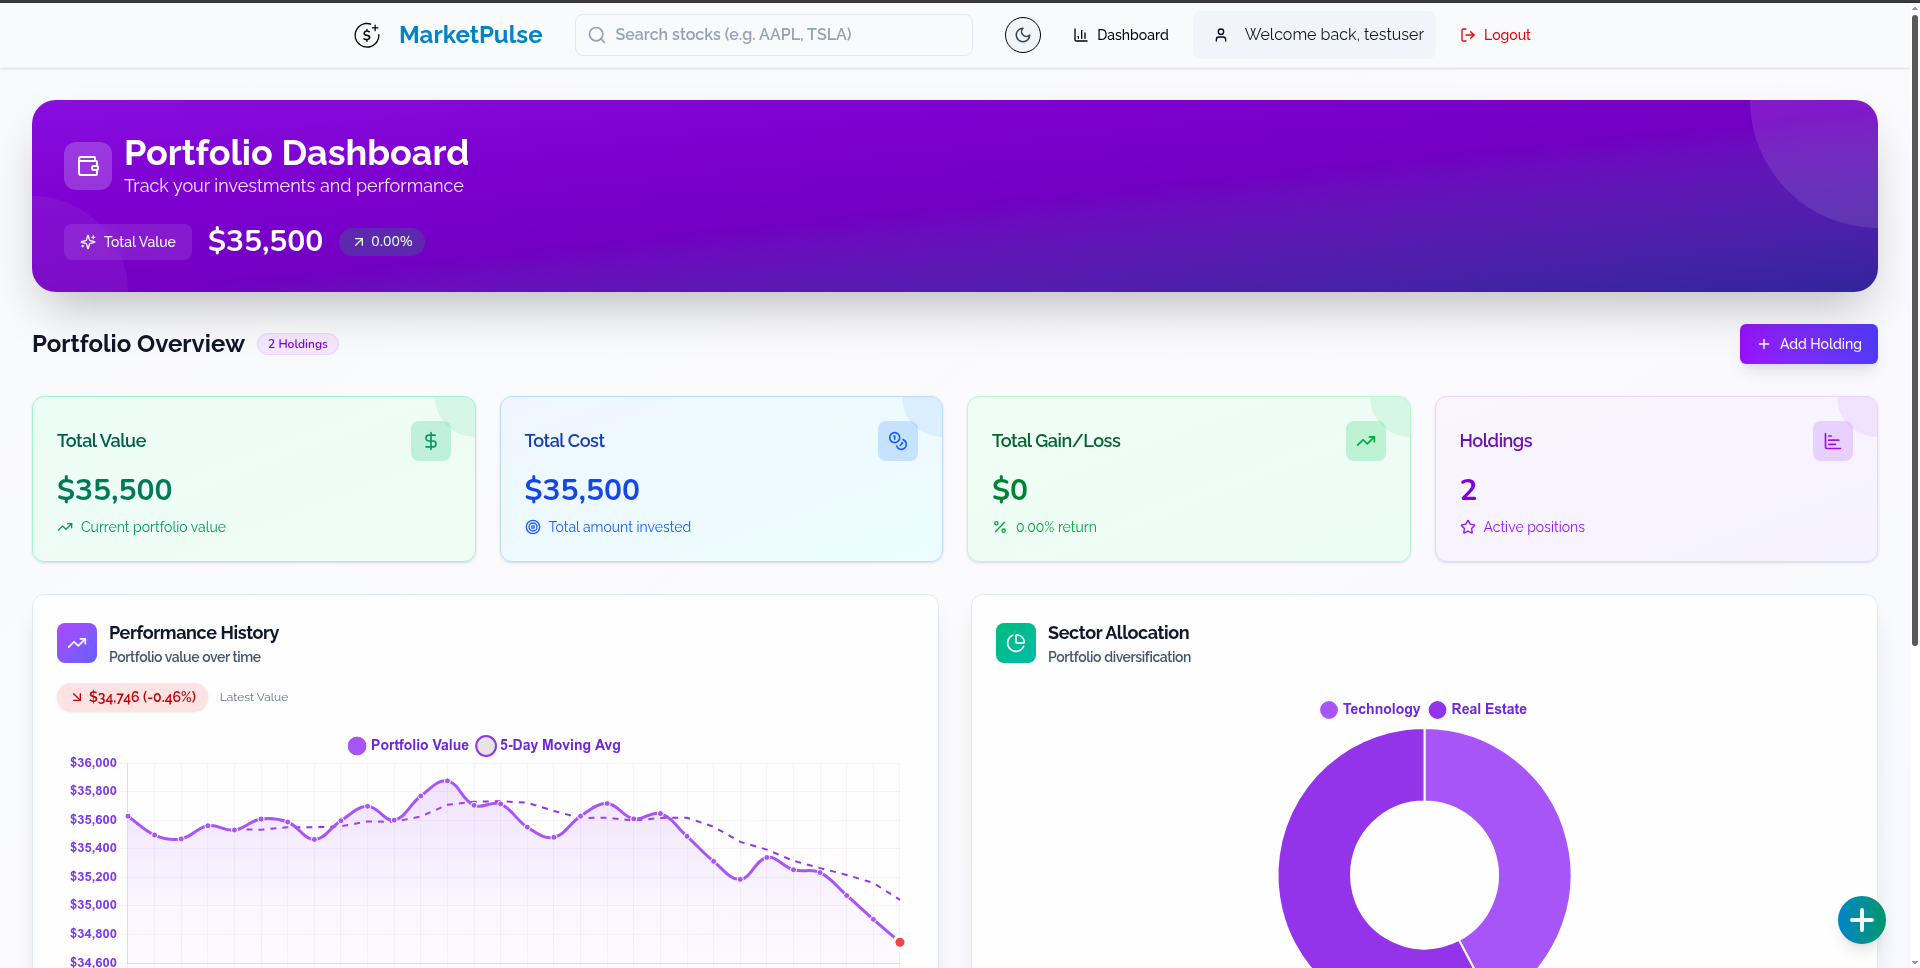 MarketPulse
Search stocks (e.g. AAPL, TSLA)
Dashboard
Welcome back, testuser
Logout
Portfolio Dashboard
Track your investments and performance
Total Value
$35,500
0.00%
Portfolio Overview
2 Holdings
Add Holding
Total Value
$35,500
Current portfolio value
Total Cost
$35,500
Total amount invested
Total Gain/Loss
$0
0.00% return
Holdings
2
Active positions
Performance History
Portfolio value over time
$34,746 (-0.46%)
Latest Value
Portfolio Value
5-Day Moving Avg
$36,000
$35,800
$35,600
$35,400
$35,200
$35,000
$34,800
$34,600
Sector Allocation
Portfolio diversification
Technology
Real Estate